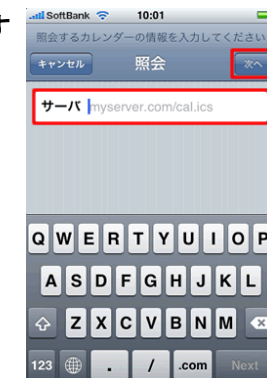 SoftBank 10:01
照会するカレンダーの情報を入力してください
キャンセル 照会 次へ
サーバ myserver.com/cal.ics
Q W E R T Y U I O P
A S D F G H J K L
Z X C V B N M
123 . / .com Next